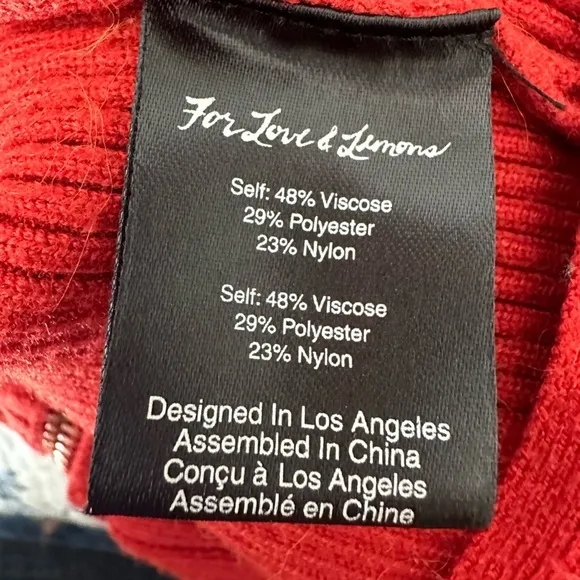 For Love & Lemons
Self: 48% Viscose
29% Polyester
23% Nylon
Self: 48% Viscose
29% Polyester
23% Nylon
Designed In Los Angeles
Assembled In China
Conçu à Los Angeles
Assemblé en Chine